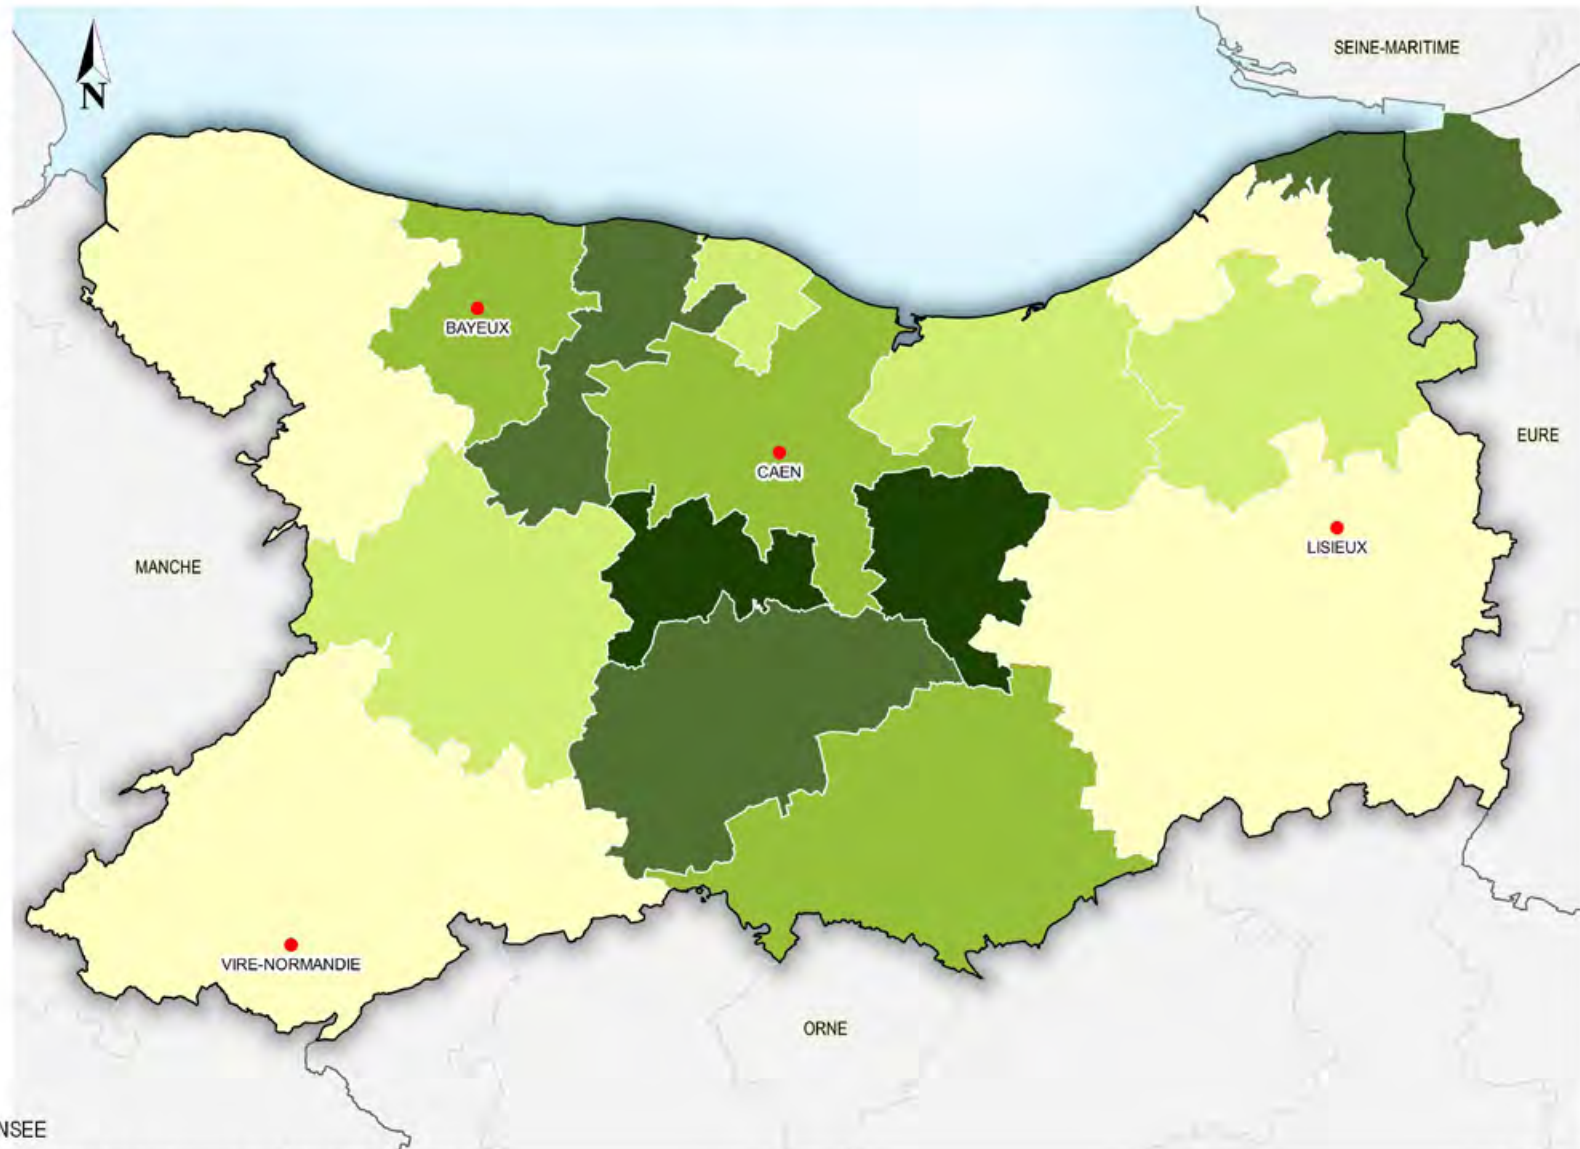 SEINE-MARITIME
N
BAYEUX
EURE
CAEN
LISIEUX
MANCHE
VIRE-NORMANDIE
ORNE
NSEE